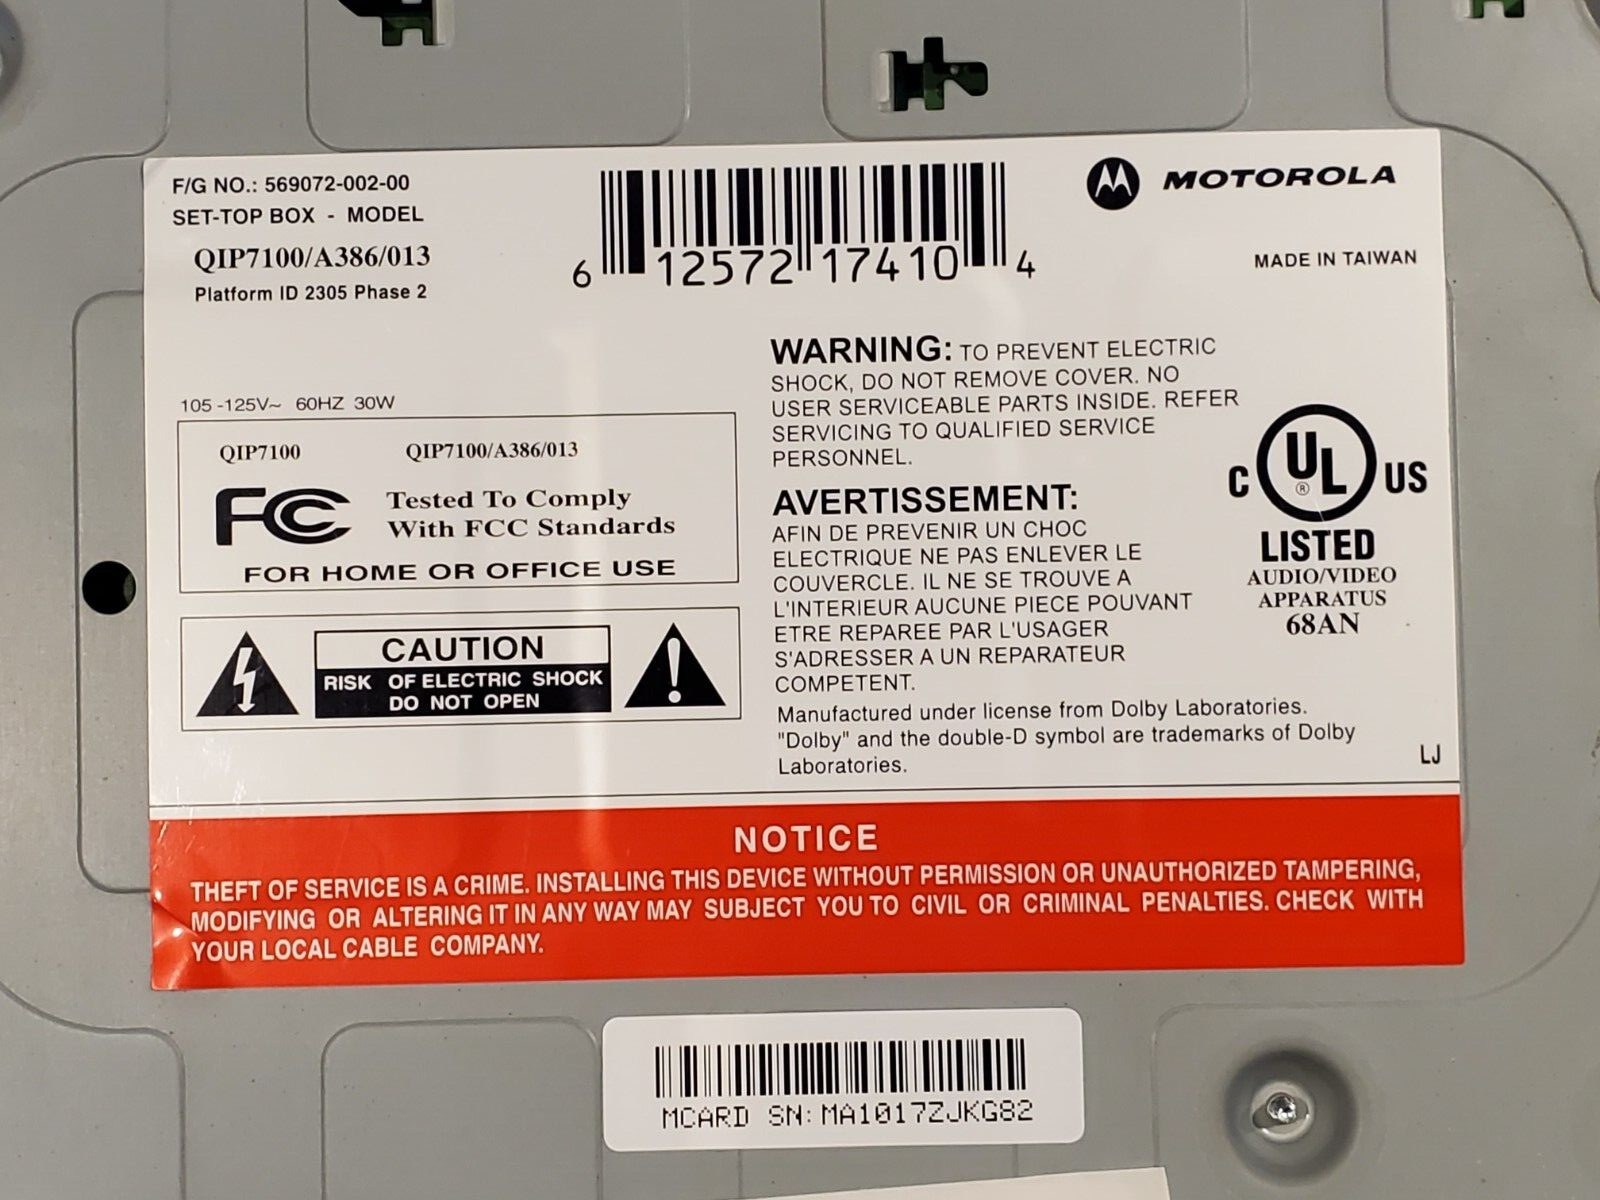 F/G NO.: 569072-002-00
SET-TOP BOX - MODEL
QIP7100/A386/013
Platform ID 2305 Phase 2
6 12572 17410 4
MOTOROLA
MADE IN TAIWAN
105 -125V~ 60HZ 30W
QIP7100 QIP7100/A386/013
FC Tested To Comply
With FCC Standards
FOR HOME OR OFFICE USE
CAUTION
RISK OF ELECTRIC SHOCK
DO NOT OPEN
!
WARNING: TO PREVENT ELECTRIC
SHOCK, DO NOT REMOVE COVER. NO
USER SERVICEABLE PARTS INSIDE. REFER
SERVICING TO QUALIFIED SERVICE
PERSONNEL.
AVERTISSEMENT:
AFIN DE PREVENIR UN CHOC
ELECTRIQUE NE PAS ENLEVER LE
COUVERCLE. IL NE SE TROUVE A
L'INTERIEUR AUCUNE PIECE POUVANT
ETRE REPAREE PAR L'USAGER
S'ADRESSER A UN REPARATEUR
COMPETENT.
Manufactured under license from Dolby Laboratories.
"Dolby" and the double-D symbol are trademarks of Dolby
Laboratories.
C UL ® US
LISTED
AUDIO/VIDEO
APPARATUS
68AN
LJ
NOTICE
THEFT OF SERVICE IS A CRIME. INSTALLING THIS DEVICE WITHOUT PERMISSION OR UNAUTHORIZED TAMPERING,
MODIFYING OR ALTERING IT IN ANY WAY MAY SUBJECT YOU TO CIVIL OR CRIMINAL PENALTIES. CHECK WITH
YOUR LOCAL CABLE COMPANY.
MCARD SN:MA1017ZJKG82